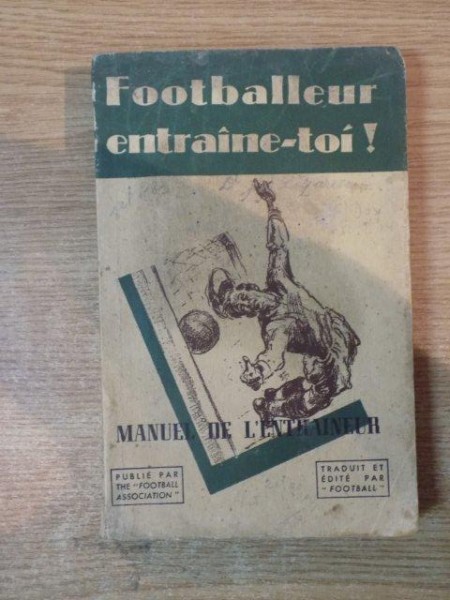 Footballeur
entraîne-toi !
MANUEL DE L'ENTRAINEUR
PUBLIÉ PAR
THE "FOOTBALL
ASSOCIATION"
TRADUIT ET
ÉDITÉ PAR
"FOOTBALL"